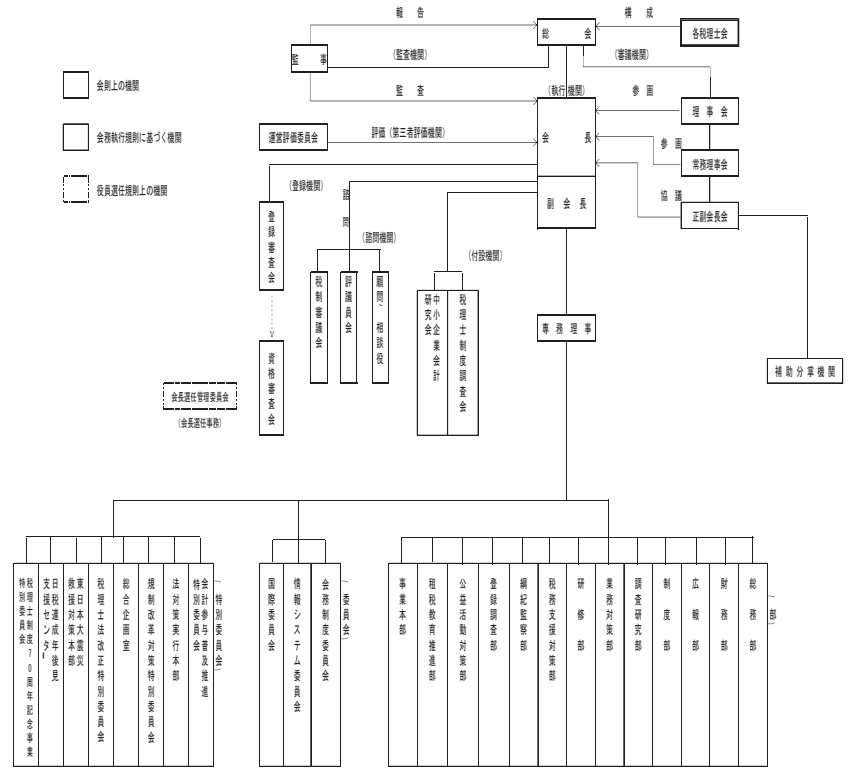 報告
構成
総会
各税理士会
監事
(監査機関)
(審議機関)
会則上の機関
監査
(執行機関)
参画
理事会
会務執行規則に基づく機関
運営評価委員会
評価(第三者評価機関)
会長
参画
常務理事会
役員選任規則上の機関
(登録機関)
諮問
協議
副会長
正副会長会
登録審査会
(諮問機関)
(付設機関)
税制審議会
評議員会
顧問、相談役
中小企業会計
研究会
税理士制度調査会
専務理事
資格審査会
補助分掌機関
会長選任管理委員会
(会長選任事務)
税理士制度70周年記念事業
特別委員会
日税連成年後見
支援センター
東日本大震災
救援対策本部
税理士法改正特別委員会
総合企画室
規制改革対策特別委員会
法対策実行本部
会計参与普及推進
特別委員会
(特別委員会)
国際委員会
情報システム委員会
会務制度委員会
(委員会)
事業本部
租税教育推進部
公益活動対策部
登録調査部
綱紀監察部
税務支援対策部
研修部
業務対策部
調査研究部
制度部
広報部
財務部
総務部
(部)